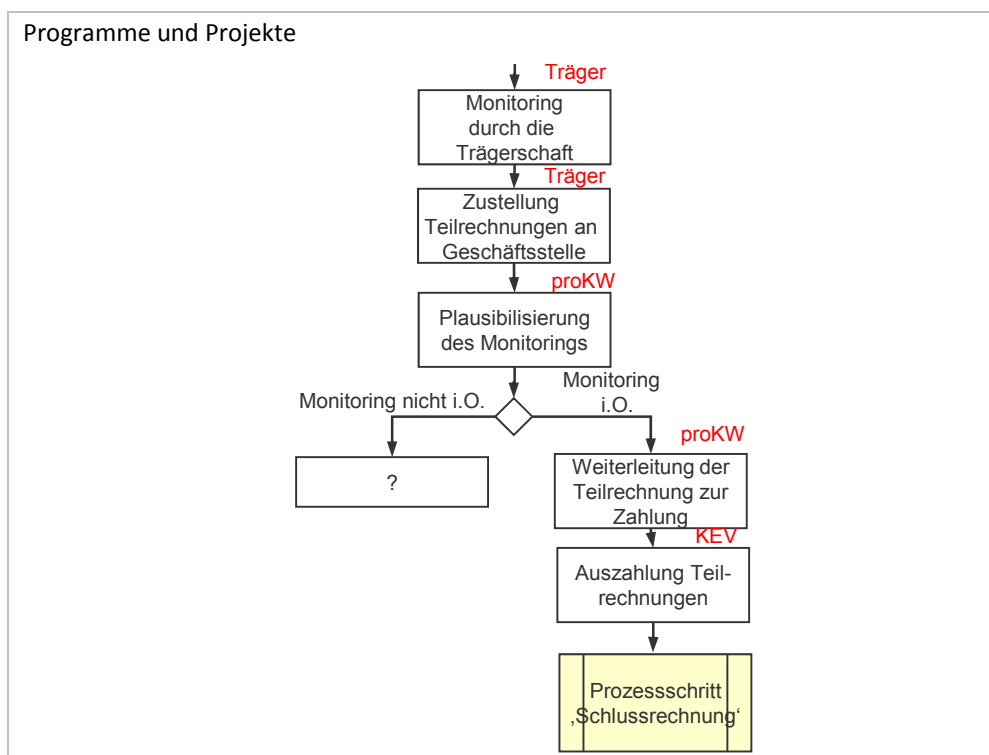 Programme und Projekte
Träger
Monitoring
durch die
Trägerschaft
Träger
Zustellung
Teilrechnungen an
Geschäftsstelle
proKW
Plausibilisierung
des Monitorings
Monitoring nicht i.O.
Monitoring
i.O.
?
proKW
Weiterleitung der
Teilrechnung zur
Zahlung
KEV
Auszahlung Teil-
rechnungen
Prozessschritt
‚Schlussrechnung‘